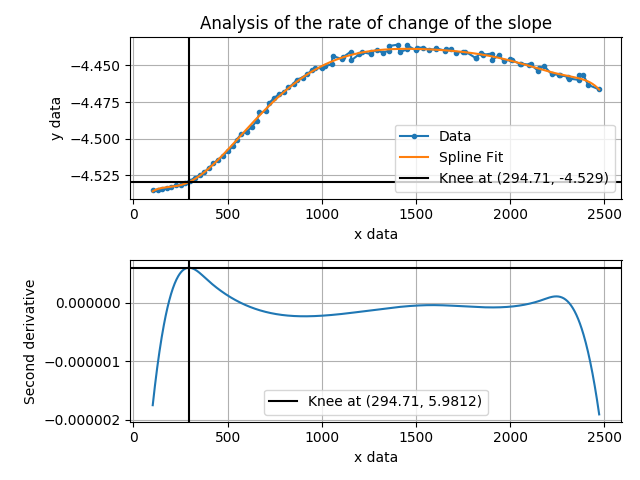 Analysis of the rate of change of the slope
−4.450
−4.475
−4.500
−4.525
y data
Data
Spline Fit
Knee at (294.71, -4.529)
0 500 1000 1500 2000 2500
x data
0.000000
−0.000001
−0.000002
Second derivative
Knee at (294.71, 5.9812)
0 500 1000 1500 2000 2500
x data